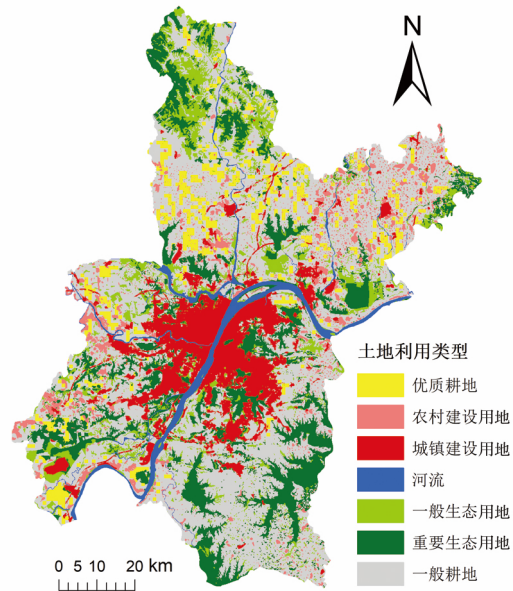 N
土地利用类型
优质耕地
农村建设用地
城镇建设用地
河流
一般生态用地
重要生态用地
一般耕地
0 5 10 20 km